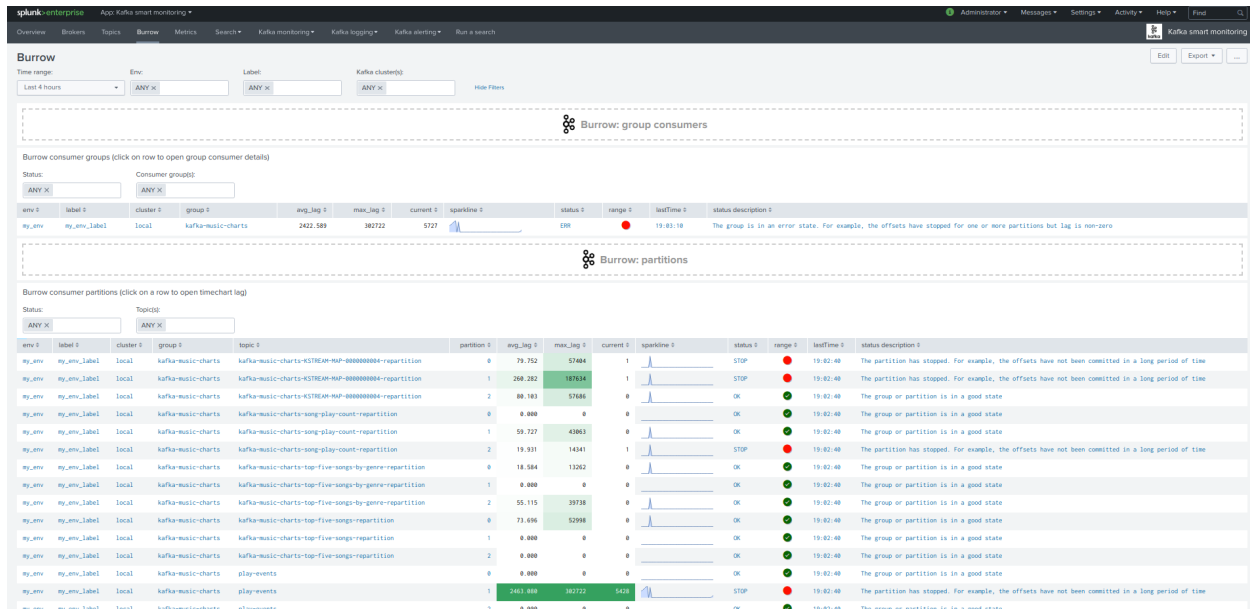 splunk>enterprise App: Kafka smart monitoring Administrator Messages Settings Activity Help Find
Overview Brokers Topics Burrow Metrics Search Kafka monitoring Kafka logging Kafka alerting Run a search kafka Kafka smart monitoring
Burrow Edit Export ...
Time range: Env: Label: Kafka cluster(s):
Last 4 hours ANY × ANY × ANY × Hide Filters
Burrow: group consumers
Burrow consumer groups (click on row to open group consumer details)
Status: Consumer group(s):
ANY × ANY ×
env label cluster group avg_lag max_lag current sparkline status range lastTime status description
my_env my_env_label local kafka-music-charts 2422.589 302722 5727 ERR 19:03:10 The group is in an error state. For example, the offsets have stopped for one or more partitions but lag is non-zero
Burrow: partitions
Burrow consumer partitions (click on a row to open timechart lag)
Status: Topic(s):
ANY × ANY ×
env label cluster group topic partition avg_lag max_lag current sparkline status range lastTime status description
my_env my_env_label local kafka-music-charts kafka-music-charts-KSTREAM-MAP-0000000004-repartition 0 79.752 57404 1 STOP 19:02:40 The partition has stopped. For example, the offsets have not been committed in a long period of time
my_env my_env_label local kafka-music-charts kafka-music-charts-KSTREAM-MAP-0000000004-repartition 1 260.282 187634 1 STOP 19:02:40 The partition has stopped. For example, the offsets have not been committed in a long period of time
my_env my_env_label local kafka-music-charts kafka-music-charts-KSTREAM-MAP-0000000004-repartition 2 80.103 57686 0 OK 19:02:40 The group or partition is in a good state
my_env my_env_label local kafka-music-charts kafka-music-charts-song-play-count-repartition 0 0.000 0 0 OK 19:02:40 The group or partition is in a good state
my_env my_env_label local kafka-music-charts kafka-music-charts-song-play-count-repartition 1 59.727 43063 0 OK 19:02:40 The group or partition is in a good state
my_env my_env_label local kafka-music-charts kafka-music-charts-song-play-count-repartition 2 19.931 14341 1 STOP 19:02:40 The partition has stopped. For example, the offsets have not been committed in a long period of time
my_env my_env_label local kafka-music-charts kafka-music-charts-top-five-songs-by-genre-repartition 0 18.584 13262 0 OK 19:02:40 The group or partition is in a good state
my_env my_env_label local kafka-music-charts kafka-music-charts-top-five-songs-by-genre-repartition 1 0.000 0 0 OK 19:02:40 The group or partition is in a good state
my_env my_env_label local kafka-music-charts kafka-music-charts-top-five-songs-by-genre-repartition 2 55.115 39738 0 OK 19:02:40 The group or partition is in a good state
my_env my_env_label local kafka-music-charts kafka-music-charts-top-five-songs-repartition 0 73.696 52998 0 OK 19:02:40 The group or partition is in a good state
my_env my_env_label local kafka-music-charts kafka-music-charts-top-five-songs-repartition 1 0.000 0 0 OK 19:02:40 The group or partition is in a good state
my_env my_env_label local kafka-music-charts kafka-music-charts-top-five-songs-repartition 2 0.000 0 0 OK 19:02:40 The group or partition is in a good state
my_env my_env_label local kafka-music-charts play-events 0 0.000 0 0 OK 19:02:40 The group or partition is in a good state
my_env my_env_label local kafka-music-charts play-events 1 2463.080 302722 5428 STOP 19:02:40 The partition has stopped. For example, the offsets have not been committed in a long period of time